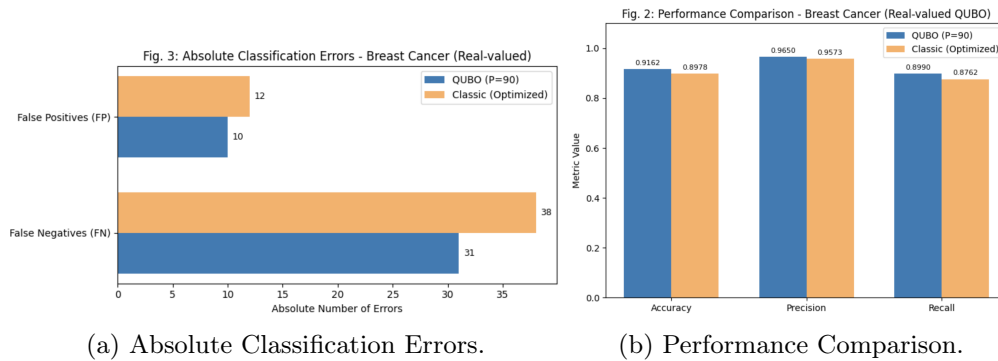 Fig. 3: Absolute Classification Errors - Breast Cancer (Real-valued)
QUBO (P=90)
Classic (Optimized)
False Positives (FP)
12
10
False Negatives (FN)
38
31
0 5 10 15 20 25 30 35
Absolute Number of Errors
(a) Absolute Classification Errors.
Fig. 2: Performance Comparison - Breast Cancer (Real-valued QUBO)
QUBO (P=90)
Classic (Optimized)
Metric Value
1.0
0.8
0.6
0.4
0.2
0.0
0.9162
0.8978
0.9650
0.9573
0.8990
0.8762
Accuracy Precision Recall
(b) Performance Comparison.